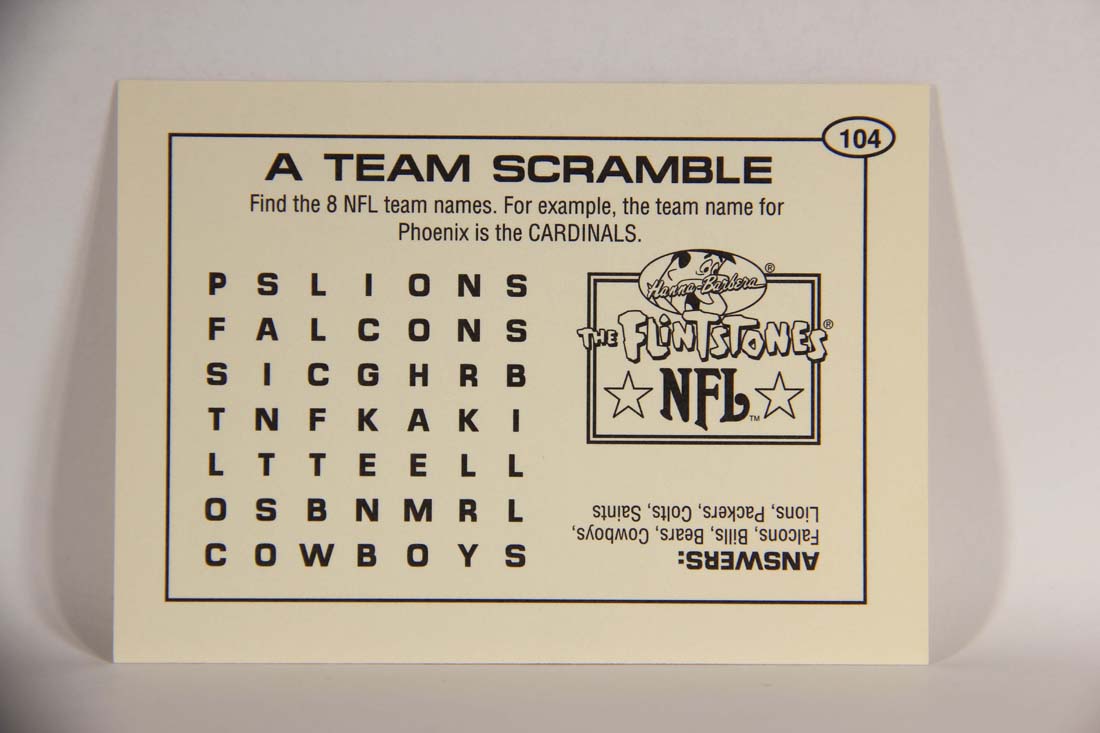 104
A TEAM SCRAMBLE
Find the 8 NFL team names. For example, the team name for
Phoenix is the CARDINALS.
P S L I O N S
F A L C O N S
S I C G H R B
T N F K A K I
L T T E E L L
O S B N M R L
C O W B O Y S
Hanna-Barbera ®
THE FLINTSTONES ®
NFL ™
ANSWERS:
Falcons, Bills, Bears, Cowboys,
Lions, Packers, Colts, Saints